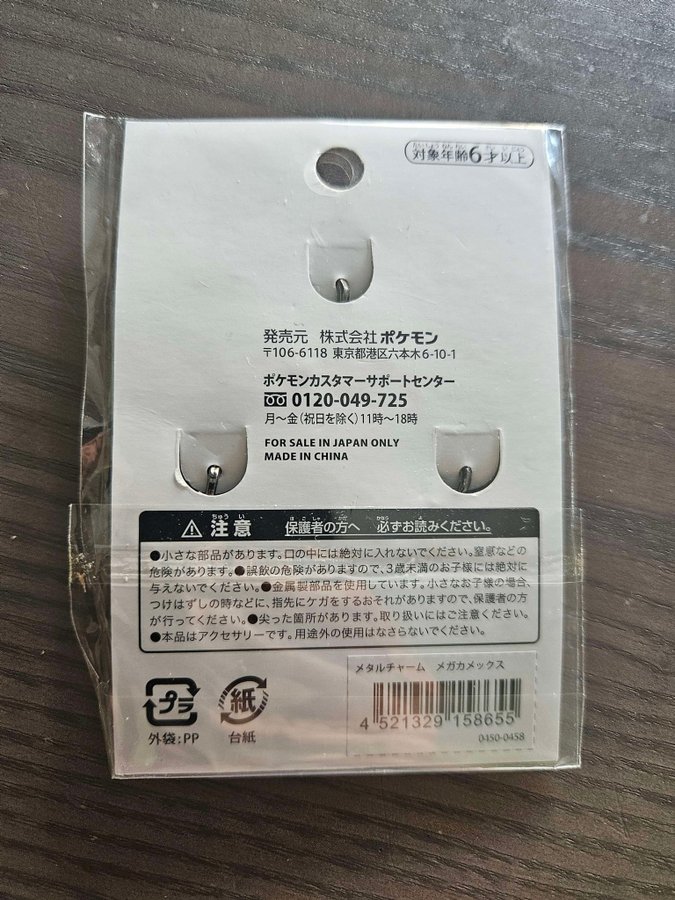 対象年齢6才以上
発売元 株式会社ポケモン
〒106-6118 東京都港区六本木6-10-1
ポケモンカスタマーサポートセンター
0120-049-725
月～金（祝日を除く）11時～18時
FOR SALE IN JAPAN ONLY
MADE IN CHINA
⚠注意 保護者の方へ 必ずお読みください。
●小さな部品があります。口の中には絶対に入れないでください。窒息などの
危険があります。●誤飲の危険がありますので、3歳未満のお子様には絶対に
与えないでください。●金属製部品を使用しています。小さなお子様の場合、
つけはずしの時などに、指先にケガをするおそれがありますので、保護者の方
が行ってください。●尖った箇所があります。取り扱いにはご注意ください。
●本品はアクセサリーです。用途外の使用はなさらないでください。
プラ
外袋:PP
紙
台紙
メタルチャーム メガカメックス
4 521329 158655
0450-0458